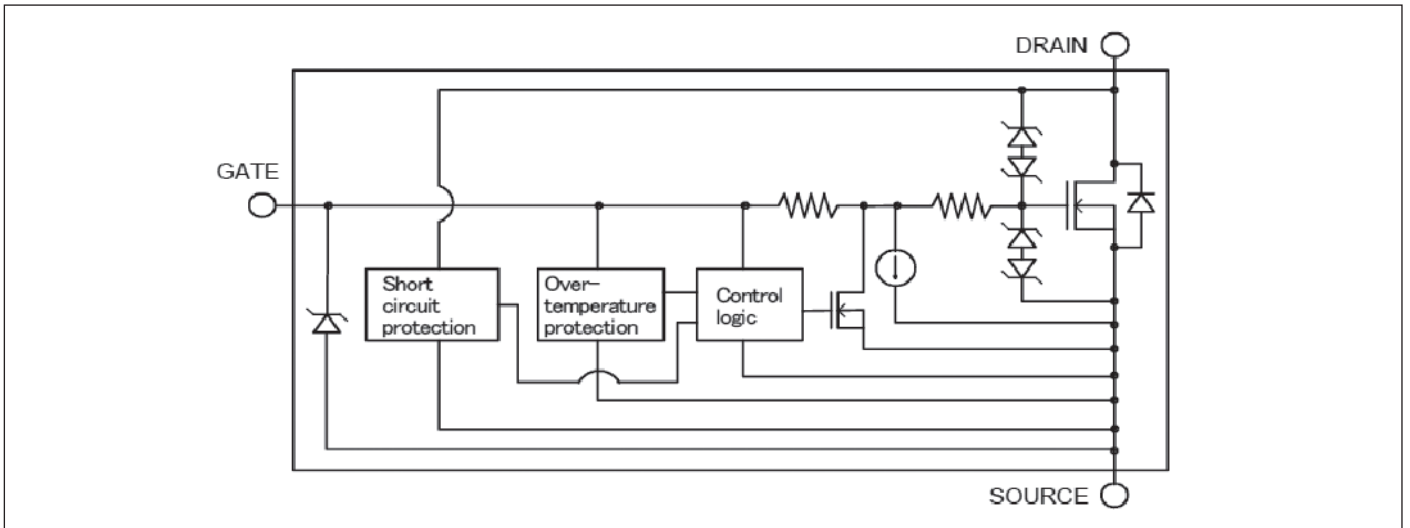 DRAIN
GATE
Short
circuit
protection
Over-
temperature
protection
Control
logic
SOURCE